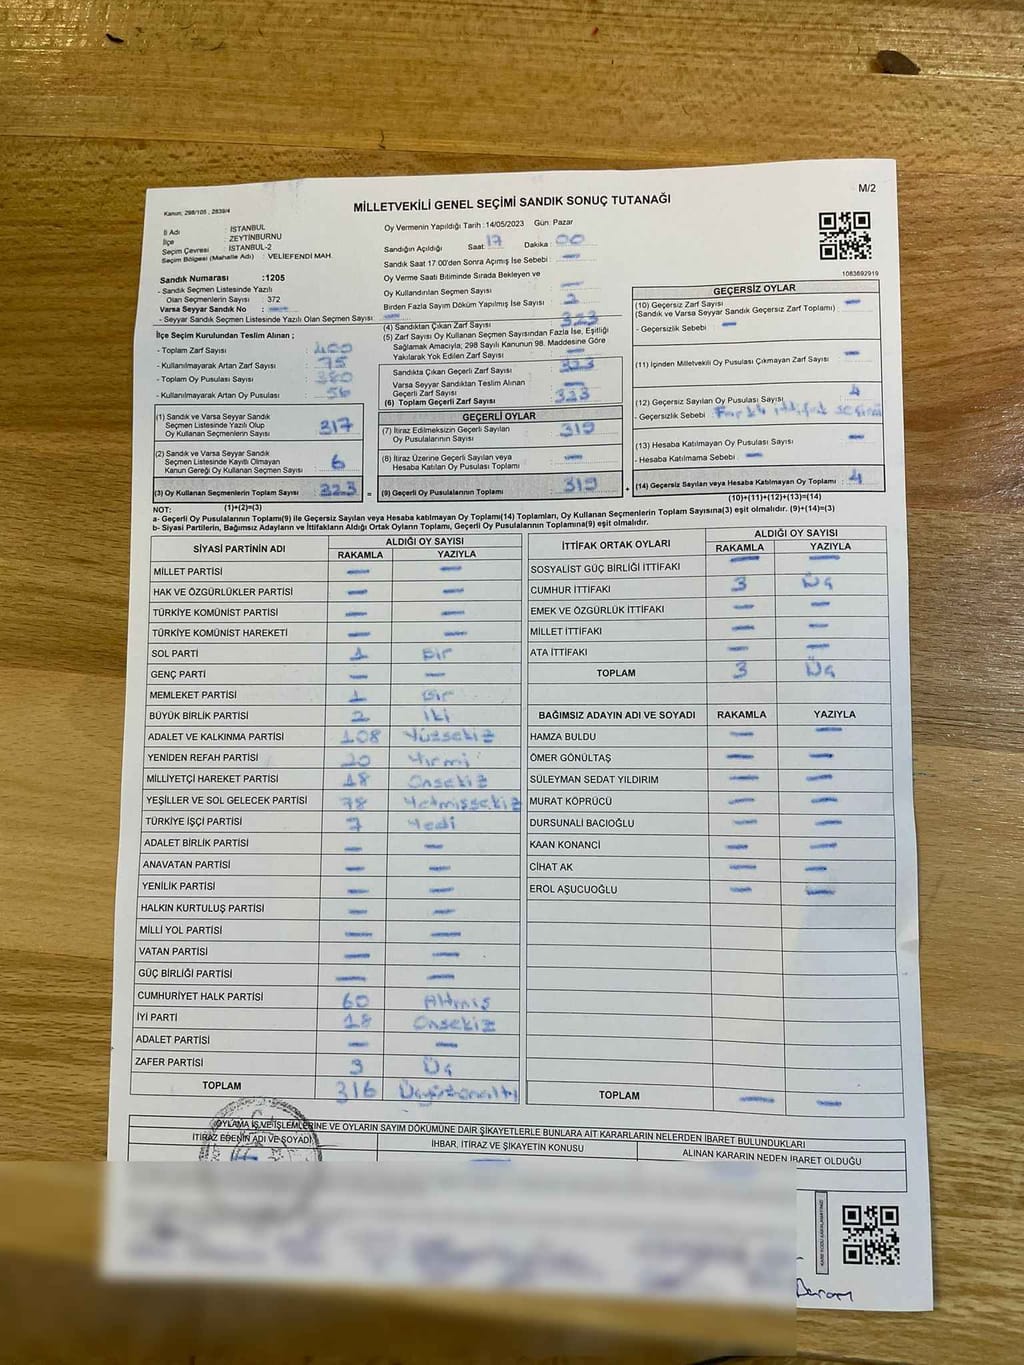 M/2
Kanun; 298/105 , 2839/4
MİLLETVEKİLİ GENEL SEÇİMİ SANDIK SONUÇ TUTANAĞI
İl Adı : İSTANBUL
İlçe : ZEYTİNBURNU
Seçim Çevresi : İSTANBUL-2
Seçim Bölgesi (Mahalle Adı) : VELİEFENDİ MAH.
Sandık Numarası :1205
- Sandık Seçmen Listesinde Yazılı
Olan Seçmenlerin Sayısı : 372
Varsa Seyyar Sandık No : —
- Seyyar Sandık Seçmen Listesinde Yazılı Olan Seçmen Sayısı: —
İlçe Seçim Kurulundan Teslim Alınan ;
- Toplam Zarf Sayısı : 400
- Kullanılmayarak Artan Zarf Sayısı : 75
- Toplam Oy Pusulası Sayısı : 380
- Kullanılmayarak Artan Oy Pusulası : 56
(1) Sandık ve Varsa Seyyar Sandık
Seçmen Listesinde Yazılı Olup
Oy Kullanan Seçmenlerin Sayısı 317
(2) Sandık ve Varsa Seyyar Sandık
Seçmen Listesinde Kayıtlı Olmayan
Kanun Gereği Oy Kullanan Seçmen Sayısı 6
(3) Oy Kullanan Seçmenlerin Toplam Sayısı 323 =
(1)+(2)=(3)
Oy Vermenin Yapıldığı Tarih :14/05/2023 Gün: Pazar
Sandığın Açıldığı Saat: 17 Dakika : 00
Sandık Saat 17:00'den Sonra Açılmış İse Sebebi : —
Oy Verme Saati Bitiminde Sırada Bekleyen ve
Oy Kullandırılan Seçmen Sayısı —
Birden Fazla Sayım Döküm Yapılmış İse Sayısı : 2
(4) Sandıktan Çıkan Zarf Sayısı 323
(5) Zarf Sayısı Oy Kullanan Seçmen Sayısından Fazla İse, Eşitliği
Sağlamak Amacıyla; 298 Sayılı Kanunun 98. Maddesine Göre
Yakılarak Yok Edilen Zarf Sayısı —
Sandıkta Çıkan Geçerli Zarf Sayısı 323
Varsa Seyyar Sandıktan Teslim Alınan
Geçerli Zarf Sayısı —
(6) Toplam Geçerli Zarf Sayısı 323
GEÇERLİ OYLAR
(7) İtiraz Edilmeksizin Geçerli Sayılan
Oy Pusulalarının Sayısı 319
(8) İtiraz Üzerine Geçerli Sayılan veya
Hesaba Katılan Oy Pusulası Toplamı —
(9) Geçerli Oy Pusulalarının Toplamı 319 +
1083692919
GEÇERSİZ OYLAR
(10) Geçersiz Zarf Sayısı —
(Sandık ve Varsa Seyyar Sandık Geçersiz Zarf Toplamı)
- Geçersizlik Sebebi —
(11) İçinden Milletvekili Oy Pusulası Çıkmayan Zarf Sayısı —
(12) Geçersiz Sayılan Oy Pusulası Sayısı 4
- Geçersizlik Sebebi : Farklı ittifak seçimi
(13) Hesaba Katılmayan Oy Pusulası Sayısı —
- Hesaba Katılmama Sebebi : —
(14) Geçersiz Sayılan veya Hesaba Katılmayan Oy Toplamı : 4
(10)+(11)+(12)+(13)=(14)
NOT:
a- Geçerli Oy Pusulalarının Toplamı(9) ile Geçersiz Sayılan veya Hesaba katılmayan Oy Toplamı(14) Toplamları, Oy Kullanan Seçmenlerin Toplam Sayısına(3) eşit olmalıdır. (9)+(14)=(3)
b- Siyasi Partilerin, Bağımsız Adayların ve İttifakların Aldığı Ortak Oyların Toplamı, Geçerli Oy Pusulalarının Toplamına(9) eşit olmalıdır.
SİYASİ PARTİNİN ADI ALDIĞI OY SAYISI
RAKAMLA YAZIYLA
MİLLET PARTİSİ — —
HAK VE ÖZGÜRLÜKLER PARTİSİ — —
TÜRKİYE KOMÜNİST PARTİSİ — —
TÜRKİYE KOMÜNİST HAREKETİ — —
SOL PARTİ 1 Bir
GENÇ PARTİ — —
MEMLEKET PARTİSİ 1 Bir
BÜYÜK BİRLİK PARTİSİ 2 iki
ADALET VE KALKINMA PARTİSİ 108 Yüzsekiz
YENİDEN REFAH PARTİSİ 20 Yirmi
MİLLİYETÇİ HAREKET PARTİSİ 18 Onsekiz
YEŞİLLER VE SOL GELECEK PARTİSİ 78 Yetmişsekiz
TÜRKİYE İŞÇİ PARTİSİ 7 Yedi
ADALET BİRLİK PARTİSİ — —
ANAVATAN PARTİSİ — —
YENİLİK PARTİSİ — —
HALKIN KURTULUŞ PARTİSİ — —
MİLLİ YOL PARTİSİ — —
VATAN PARTİSİ — —
GÜÇ BİRLİĞİ PARTİSİ — —
CUMHURİYET HALK PARTİSİ 60 Altmış
İYİ PARTİ 18 Onsekiz
ADALET PARTİSİ — —
ZAFER PARTİSİ 3 Üç
TOPLAM 316 Üçyüzonaltı
İTTİFAK ORTAK OYLARI ALDIĞI OY SAYISI
RAKAMLA YAZIYLA
SOSYALİST GÜÇ BİRLİĞİ İTTİFAKI — —
CUMHUR İTTİFAKI 3 Üç
EMEK VE ÖZGÜRLÜK İTTİFAKI — —
MİLLET İTTİFAKI — —
ATA İTTİFAKI — —
TOPLAM 3 Üç
BAĞIMSIZ ADAYIN ADI VE SOYADI RAKAMLA YAZIYLA
HAMZA BULDU — —
ÖMER GÖNÜLTAŞ — —
SÜLEYMAN SEDAT YILDIRIM — —
MURAT KÖPRÜCÜ — —
DURSUNALİ BACIOĞLU — —
KAAN KONANCİ — —
CİHAT AK — —
EROL AŞUCUOĞLU — —
TOPLAM — —
OYLAMA İŞ VE İŞLEMLERİNE VE OYLARIN SAYIM DÖKÜMÜNE DAİR ŞİKAYETLERLE BUNLARA AİT KARARLARIN NELERDEN İBARET BULUNDUKLARI
İTİRAZ EDENİN ADI VE SOYADI İHBAR, İTİRAZ VE ŞİKAYETİN KONUSU ALINAN KARARIN NEDEN İBARET OLDUĞU